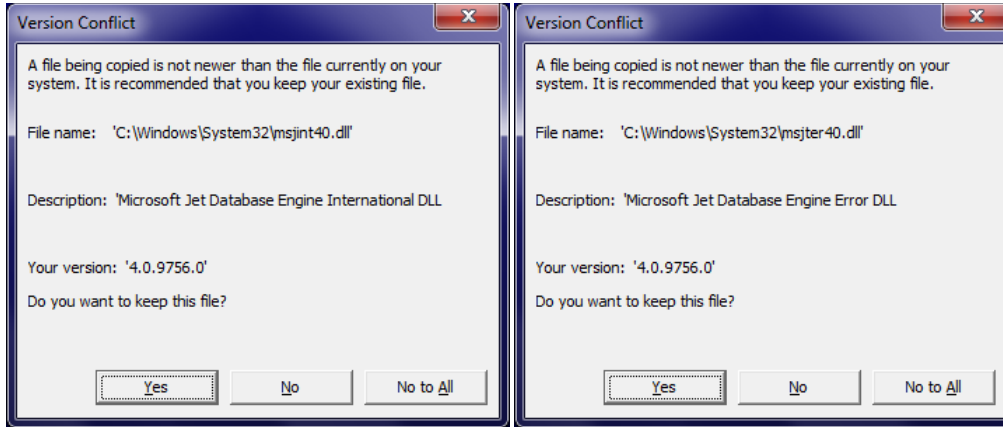 Version Conflict
A file being copied is not newer than the file currently on your
system. It is recommended that you keep your existing file.
File name: 'C:\Windows\System32\msjint40.dll'
Description: 'Microsoft Jet Database Engine International DLL
Your version: '4.0.9756.0'
Do you want to keep this file?
Yes No No to All
Version Conflict
A file being copied is not newer than the file currently on your
system. It is recommended that you keep your existing file.
File name: 'C:\Windows\System32\msjter40.dll'
Description: 'Microsoft Jet Database Engine Error DLL
Your version: '4.0.9756.0'
Do you want to keep this file?
Yes No No to All